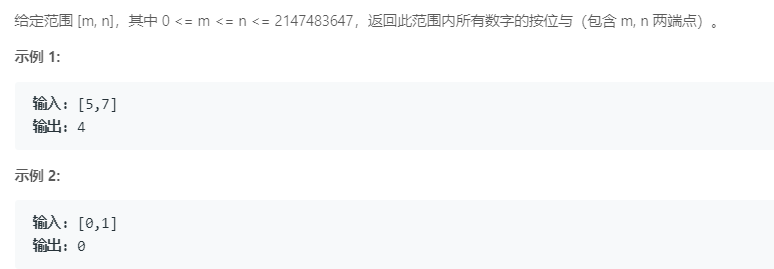 给定范围 [m, n]，其中 0 <= m <= n <= 2147483647，返回此范围内所有数字的按位与（包含 m, n 两端点）。
示例 1:
输入: [5,7]
输出: 4
示例 2:
输入: [0,1]
输出: 0